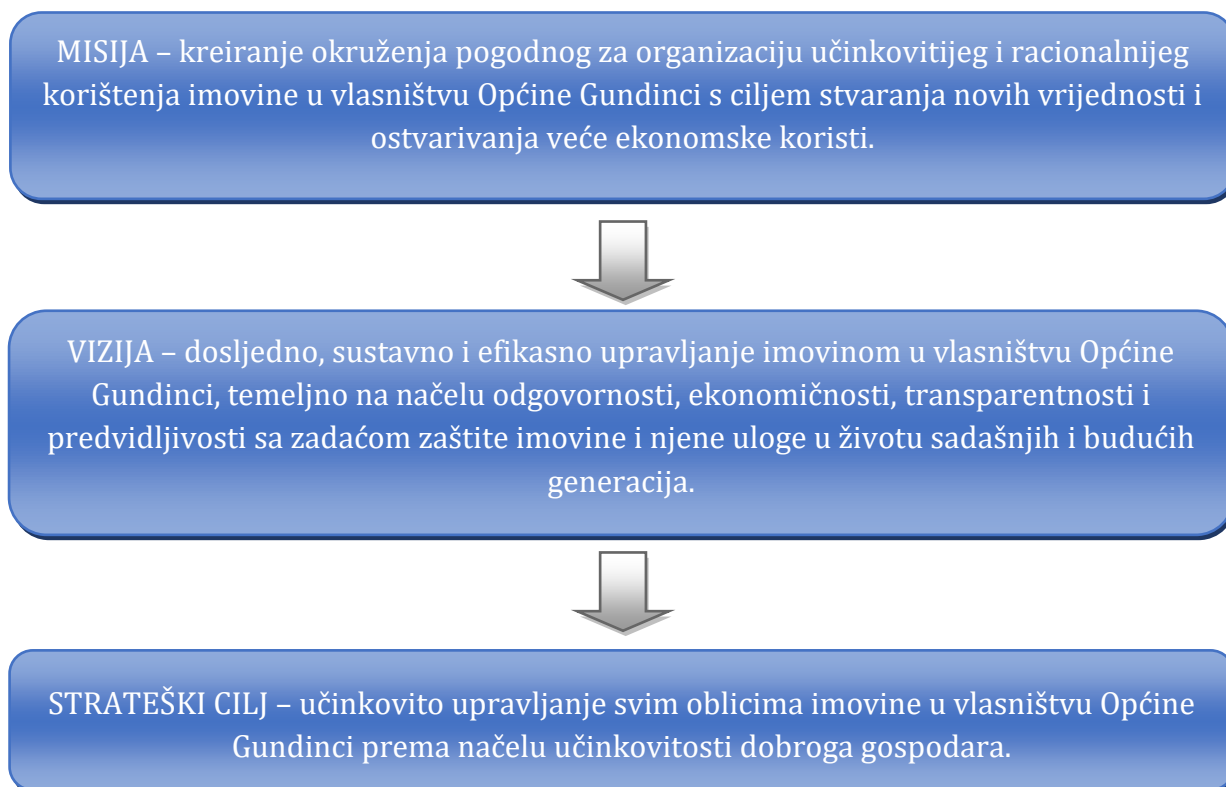 MISIJA – kreiranje okruženja pogodnog za organizaciju učinkovitijeg i racionalnijeg
korištenja imovine u vlasništvu Općine Gundinci s ciljem stvaranja novih vrijednosti i
ostvarivanja veće ekonomske koristi.
VIZIJA – dosljedno, sustavno i efikasno upravljanje imovinom u vlasništvu Općine
Gundinci, temeljno na načelu odgovornosti, ekonomičnosti, transparentnosti i
predvidljivosti sa zadaćom zaštite imovine i njene uloge u životu sadašnjih i budućih
generacija.
STRATEŠKI CILJ – učinkovito upravljanje svim oblicima imovine u vlasništvu Općine
Gundinci prema načelu učinkovitosti dobroga gospodara.